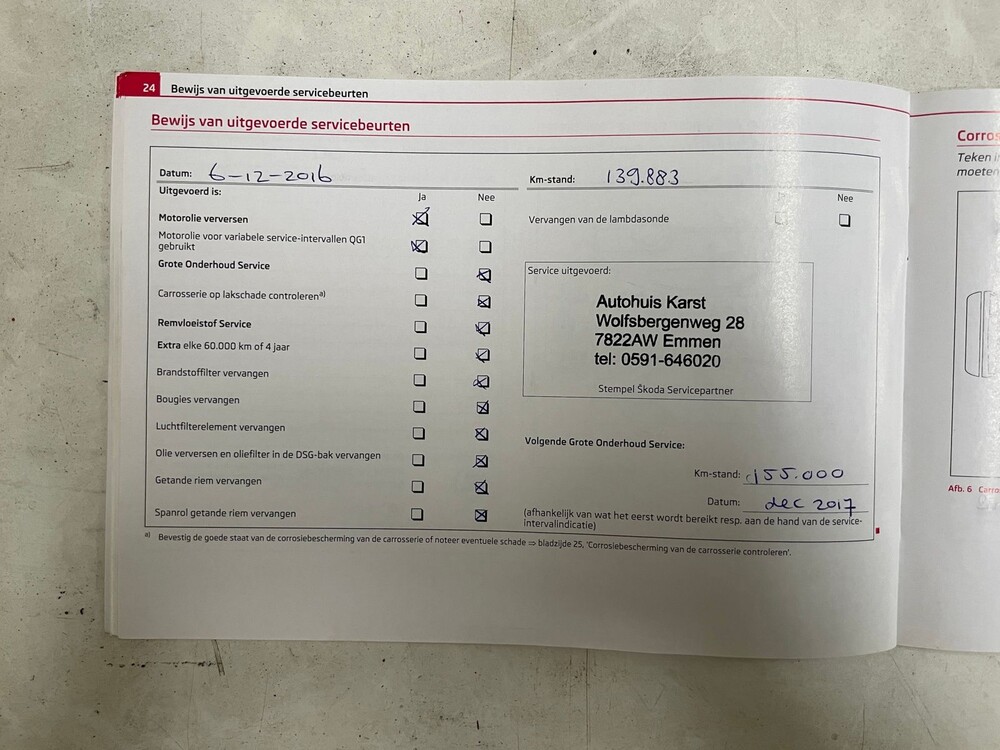 24 Bewijs van uitgevoerde servicebeurten
Bewijs van uitgevoerde servicebeurten
Datum: 6-12-2016
Km-stand: 139.883
Uitgevoerd is:
Ja Nee
Nee
Motorolie verversen
Vervangen van de lambdasonde
Motorolie voor variabele service-intervallen QG1
gebruikt
Grote Onderhoud Service
Carrosserie op lakschade controleren a)
Remvloeistof Service
Extra elke 60.000 km of 4 jaar
Brandstoffilter vervangen
Bougies vervangen
Luchtfilterelement vervangen
Olie verversen en oliefilter in de DSG-bak vervangen
Getande riem vervangen
Spanrol getande riem vervangen
Service uitgevoerd:
Autohuis Karst
Wolfsbergenweg 28
7822AW Emmen
tel: 0591-646020
Stempel Škoda Servicepartner
Volgende Grote Onderhoud Service:
Km-stand: 155.000
Datum: dec 2017
(afhankelijk van wat het eerst wordt bereikt resp. aan de hand van de service-
intervalindicatie)
a) Bevestig de goede staat van de corrosiebescherming van de carrosserie of noteer eventuele schade ⇒ bladzijde 25, 'Corrosiebescherming van de carrosserie controleren'.
Corros
Teken i
moeten
Afb. 6 Carro